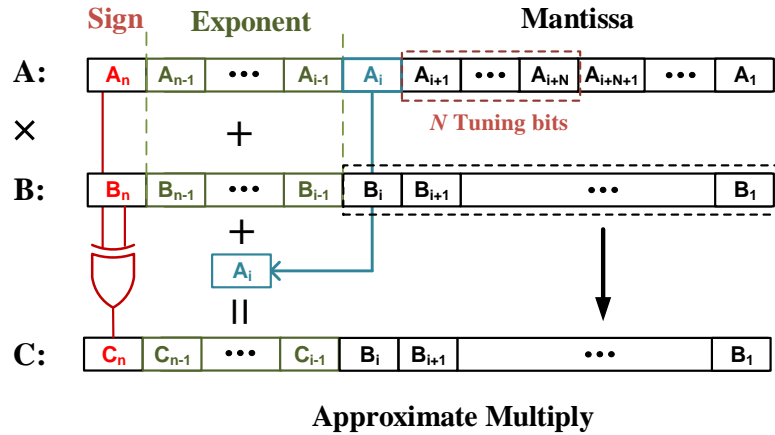 Sign Exponent Mantissa
A: Aₙ Aₙ₋₁ ••• Aᵢ₋₁ Aᵢ Aᵢ₊₁ ••• Aᵢ₊N Aᵢ₊N₊₁ ••• A₁
× + N Tuning bits
B: Bₙ Bₙ₋₁ ••• Bᵢ₋₁ Bᵢ Bᵢ₊₁ ••• B₁
+
Aᵢ
=
C: Cₙ Cₙ₋₁ ••• Cᵢ₋₁ Bᵢ Bᵢ₊₁ ••• B₁
Approximate Multiply